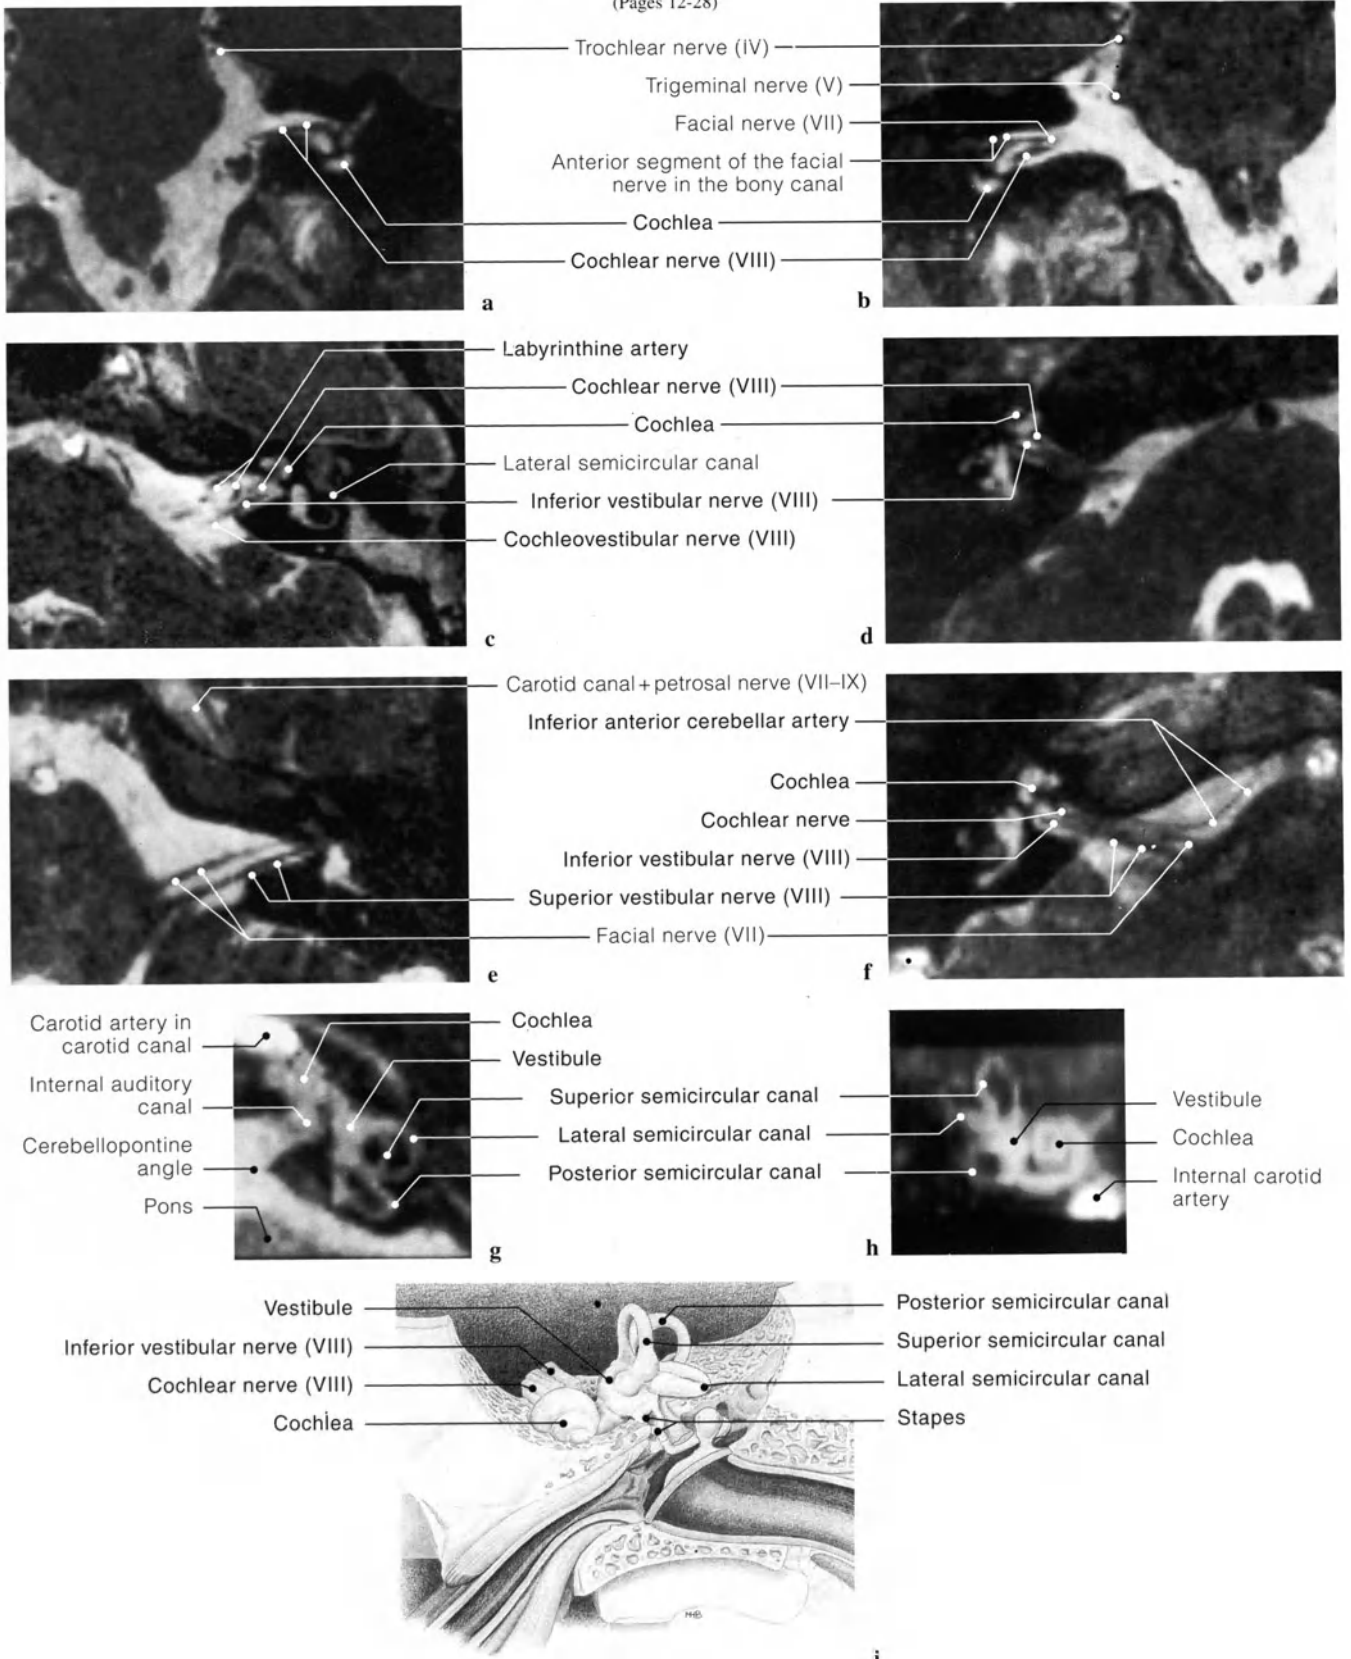 (Pages 12-28)
Trochlear nerve (IV)
Trigeminal nerve (V)
Facial nerve (VII)
Anterior segment of the facial
nerve in the bony canal
Cochlea
Cochlear nerve (VIII)
a
b
Labyrinthine artery
Cochlear nerve (VIII)
Cochlea
Lateral semicircular canal
Inferior vestibular nerve (VIII)
Cochleovestibular nerve (VIII)
c
d
Carotid canal + petrosal nerve (VII–IX)
Inferior anterior cerebellar artery
Cochlea
Cochlear nerve
Inferior vestibular nerve (VIII)
Superior vestibular nerve (VIII)
Facial nerve (VII)
e
f
Carotid artery in
carotid canal
Internal auditory
canal
Cerebellopontine
angle
Pons
Cochlea
Vestibule
Superior semicircular canal
Lateral semicircular canal
Posterior semicircular canal
g
h
Vestibule
Cochlea
Internal carotid
artery
Vestibule
Inferior vestibular nerve (VIII)
Cochlear nerve (VIII)
Cochlea
Posterior semicircular canal
Superior semicircular canal
Lateral semicircular canal
Stapes
MHB
i